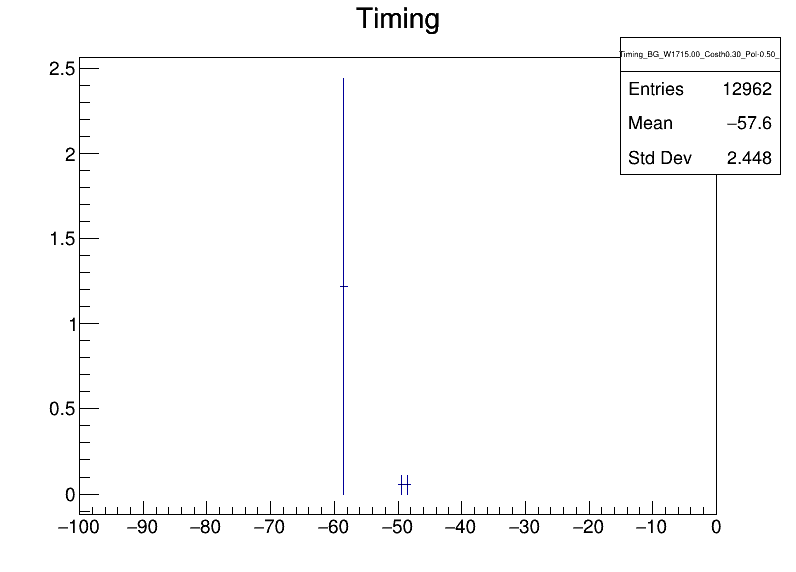 Timing
Timing_BG_W1715.00_Costh0.30_Pol-0.50_
Entries 12962
Mean −57.6
Std Dev 2.448
2.5
2
1.5
1
0.5
0
−100 −90 −80 −70 −60 −50 −40 −30 −20 −10 0